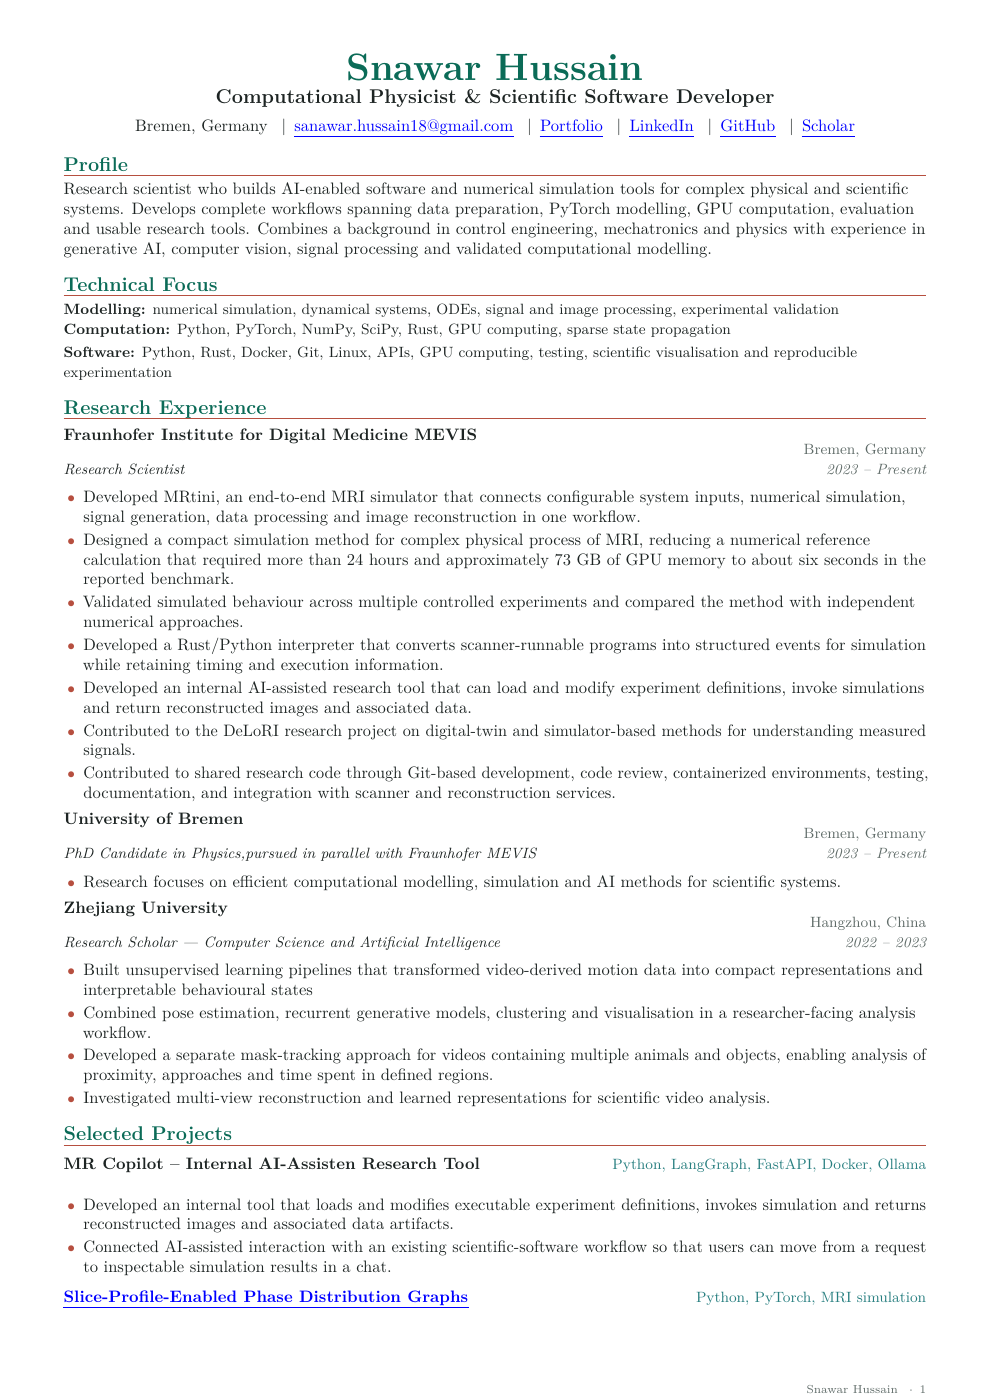 Snawar Hussain
Computational Physicist & Scientific Software Developer
Bremen, Germany | sanawar.hussain18@gmail.com | Portfolio | LinkedIn | GitHub | Scholar
Profile
Research scientist who builds AI-enabled software and numerical simulation tools for complex physical and scientific
systems. Develops complete workflows spanning data preparation, PyTorch modelling, GPU computation, evaluation
and usable research tools. Combines a background in control engineering, mechatronics and physics with experience in
generative AI, computer vision, signal processing and validated computational modelling.
Technical Focus
Modelling: numerical simulation, dynamical systems, ODEs, signal and image processing, experimental validation
Computation: Python, PyTorch, NumPy, SciPy, Rust, GPU computing, sparse state propagation
Software: Python, Rust, Docker, Git, Linux, APIs, GPU computing, testing, scientific visualisation and reproducible
experimentation
Research Experience
Fraunhofer Institute for Digital Medicine MEVIS
Bremen, Germany
Research Scientist 2023 – Present
• Developed MRtini, an end-to-end MRI simulator that connects configurable system inputs, numerical simulation,
signal generation, data processing and image reconstruction in one workflow.
• Designed a compact simulation method for complex physical process of MRI, reducing a numerical reference
calculation that required more than 24 hours and approximately 73 GB of GPU memory to about six seconds in the
reported benchmark.
• Validated simulated behaviour across multiple controlled experiments and compared the method with independent
numerical approaches.
• Developed a Rust/Python interpreter that converts scanner-runnable programs into structured events for simulation
while retaining timing and execution information.
• Developed an internal AI-assisted research tool that can load and modify experiment definitions, invoke simulations
and return reconstructed images and associated data.
• Contributed to the DeLoRI research project on digital-twin and simulator-based methods for understanding measured
signals.
• Contributed to shared research code through Git-based development, code review, containerized environments, testing,
documentation, and integration with scanner and reconstruction services.
University of Bremen
Bremen, Germany
PhD Candidate in Physics,pursued in parallel with Fraunhofer MEVIS 2023 – Present
• Research focuses on efficient computational modelling, simulation and AI methods for scientific systems.
Zhejiang University
Hangzhou, China
Research Scholar — Computer Science and Artificial Intelligence 2022 – 2023
• Built unsupervised learning pipelines that transformed video-derived motion data into compact representations and
interpretable behavioural states
• Combined pose estimation, recurrent generative models, clustering and visualisation in a researcher-facing analysis
workflow.
• Developed a separate mask-tracking approach for videos containing multiple animals and objects, enabling analysis of
proximity, approaches and time spent in defined regions.
• Investigated multi-view reconstruction and learned representations for scientific video analysis.
Selected Projects
MR Copilot – Internal AI-Assisten Research Tool Python, LangGraph, FastAPI, Docker, Ollama
• Developed an internal tool that loads and modifies executable experiment definitions, invokes simulation and returns
reconstructed images and associated data artifacts.
• Connected AI-assisted interaction with an existing scientific-software workflow so that users can move from a request
to inspectable simulation results in a chat.
Slice-Profile-Enabled Phase Distribution Graphs Python, PyTorch, MRI simulation
Snawar Hussain · 1